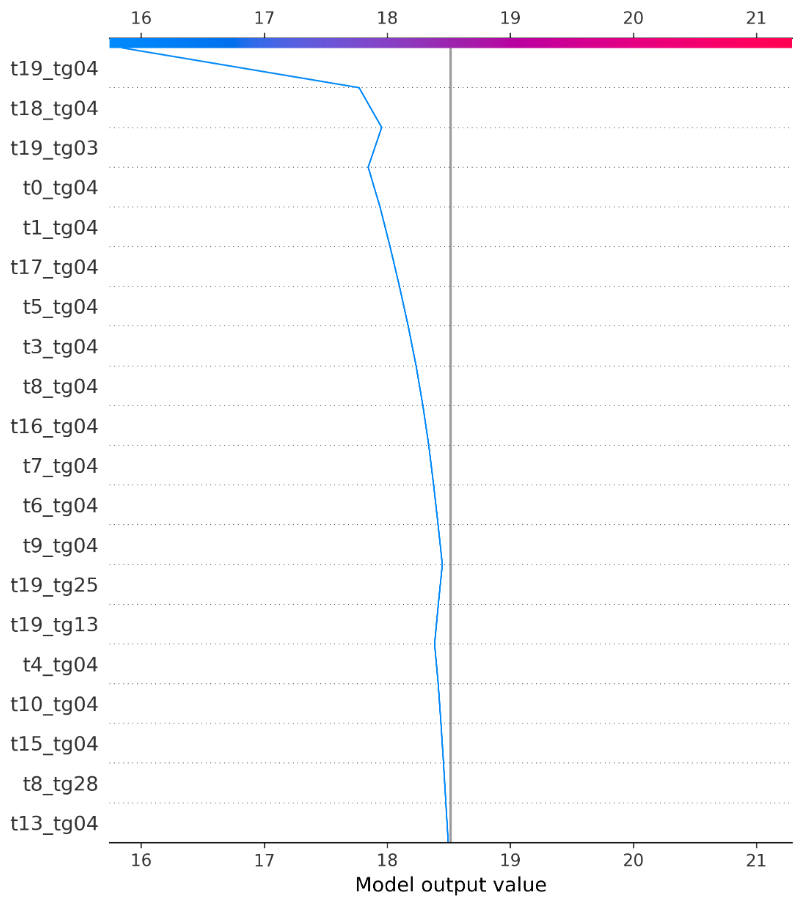 16 17 18 19 20 21
t19_tg04
t18_tg04
t19_tg03
t0_tg04
t1_tg04
t17_tg04
t5_tg04
t3_tg04
t8_tg04
t16_tg04
t7_tg04
t6_tg04
t9_tg04
t19_tg25
t19_tg13
t4_tg04
t10_tg04
t15_tg04
t8_tg28
t13_tg04
16 17 18 19 20 21
Model output value